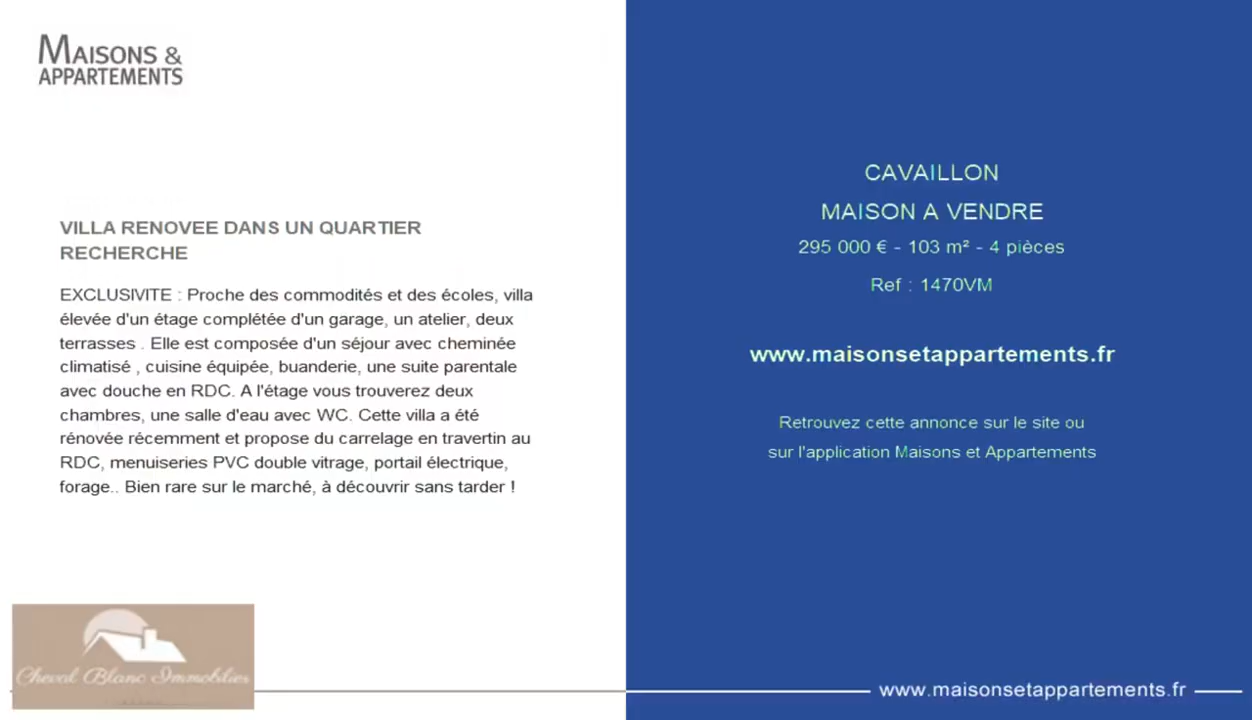 MAISONS &
APPARTEMENTS
VILLA RENOVEE DANS UN QUARTIER
RECHERCHE
EXCLUSIVITE : Proche des commodités et des écoles, villa
élevée d'un étage complétée d'un garage, un atelier, deux
terrasses . Elle est composée d'un séjour avec cheminée
climatisé , cuisine équipée, buanderie, une suite parentale
avec douche en RDC. A l'étage vous trouverez deux
chambres, une salle d'eau avec WC. Cette villa a été
rénovée récemment et propose du carrelage en travertin au
RDC, menuiseries PVC double vitrage, portail électrique,
forage.. Bien rare sur le marché, à découvrir sans tarder !
CAVAILLON
MAISON A VENDRE
295 000 € - 103 m² - 4 pièces
Ref : 1470VM
www.maisonsetappartements.fr
Retrouvez cette annonce sur le site ou
sur l'application Maisons et Appartements
Cheval Blanc Immobilier
www.maisonsetappartements.fr